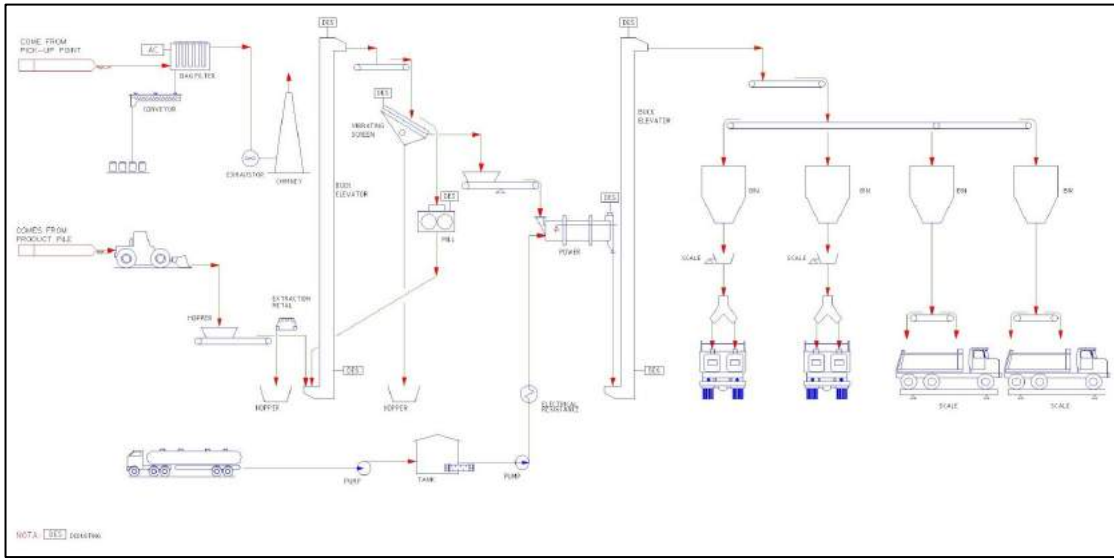 COME FROM
PICK-UP POINT
AC
BAG FILTER
CONVEYOR
EXHAUSTOR
CHIMNEY
DES
BUCK
ELEVATOR
DES
VIBRATING
SCREEN
DES
MILL
COMES FROM
PRODUCT PILE
HOPPER
EXTRACTION
METAL
HOPPER
DES
HOPPER
POWER
DES
DES
BUCK
ELEVATOR
DES
BIN
BIN
BIN
BIN
SCALE
SCALE
SCALE
SCALE
ELECTRICAL
RESISTANCE
PUMP
TANK
PUMP
NOTA:
DES